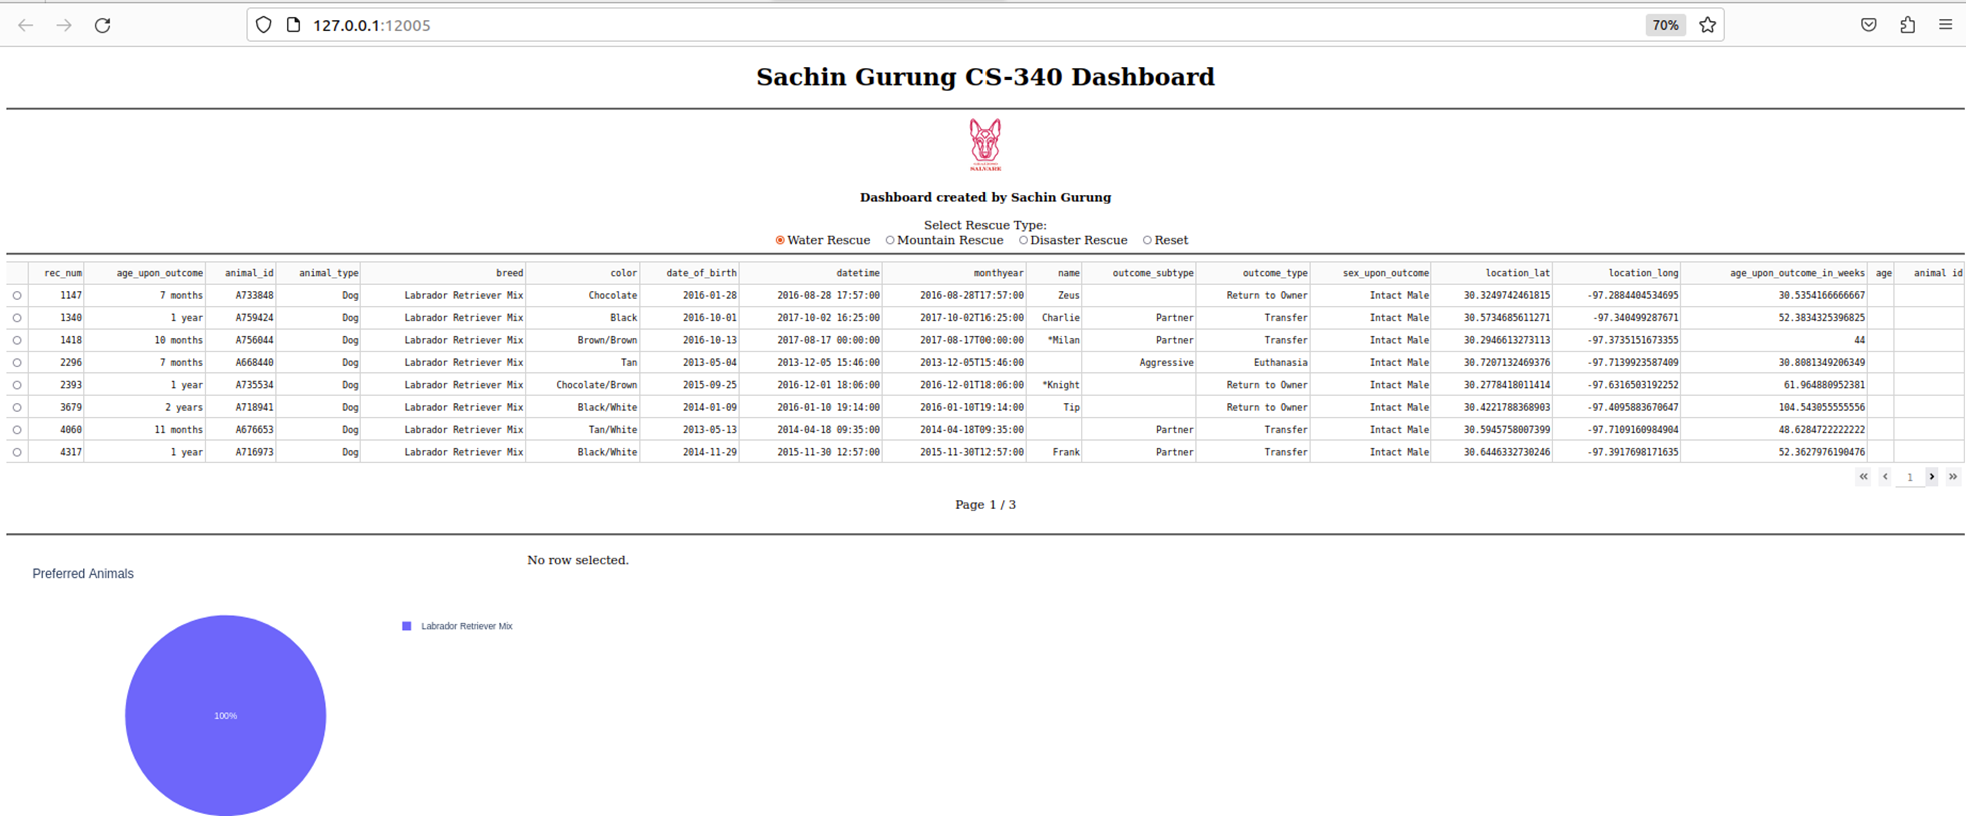 127.0.0.1:12005 70%
Sachin Gurung CS-340 Dashboard
SALVARE
Dashboard created by Sachin Gurung
Select Rescue Type:
Water Rescue Mountain Rescue Disaster Rescue Reset
rec_num age_upon_outcome animal_id animal_type breed color date_of_birth datetime monthyear name outcome_subtype outcome_type sex_upon_outcome location_lat location_long age_upon_outcome_in_weeks age animal id
1147 7 months A733848 Dog Labrador Retriever Mix Chocolate 2016-01-28 2016-08-28 17:57:00 2016-08-28T17:57:00 Zeus Return to Owner Intact Male 30.3249742461815 -97.2884404534695 30.5354166666667
1340 1 year A759424 Dog Labrador Retriever Mix Black 2016-10-01 2017-10-02 16:25:00 2017-10-02T16:25:00 Charlie Partner Transfer Intact Male 30.5734685611271 -97.340499287671 52.3834325396825
1418 10 months A756044 Dog Labrador Retriever Mix Brown/Brown 2016-10-13 2017-08-17 00:00:00 2017-08-17T00:00:00 *Milan Partner Transfer Intact Male 30.2946613273113 -97.3735151673355 44
2296 7 months A668440 Dog Labrador Retriever Mix Tan 2013-05-04 2013-12-05 15:46:00 2013-12-05T15:46:00 Aggressive Euthanasia Intact Male 30.7207132469376 -97.7139923587409 30.8081349206349
2393 1 year A735534 Dog Labrador Retriever Mix Chocolate/Brown 2015-09-25 2016-12-01 18:06:00 2016-12-01T18:06:00 *Knight Return to Owner Intact Male 30.2778418011414 -97.6316503192252 61.964880952381
3679 2 years A718941 Dog Labrador Retriever Mix Black/White 2014-01-09 2016-01-10 19:14:00 2016-01-10T19:14:00 Tip Return to Owner Intact Male 30.4221788368903 -97.4095883670647 104.543055555556
4060 11 months A676653 Dog Labrador Retriever Mix Tan/White 2013-05-13 2014-04-18 09:35:00 2014-04-18T09:35:00 Partner Transfer Intact Male 30.5945758007399 -97.7109160984904 48.6284722222222
4317 1 year A716973 Dog Labrador Retriever Mix Black/White 2014-11-29 2015-11-30 12:57:00 2015-11-30T12:57:00 Frank Partner Transfer Intact Male 30.6446332730246 -97.3917698171635 52.3627976190476
« ‹ 1 › »
Page 1 / 3
No row selected.
Preferred Animals
Labrador Retriever Mix
100%